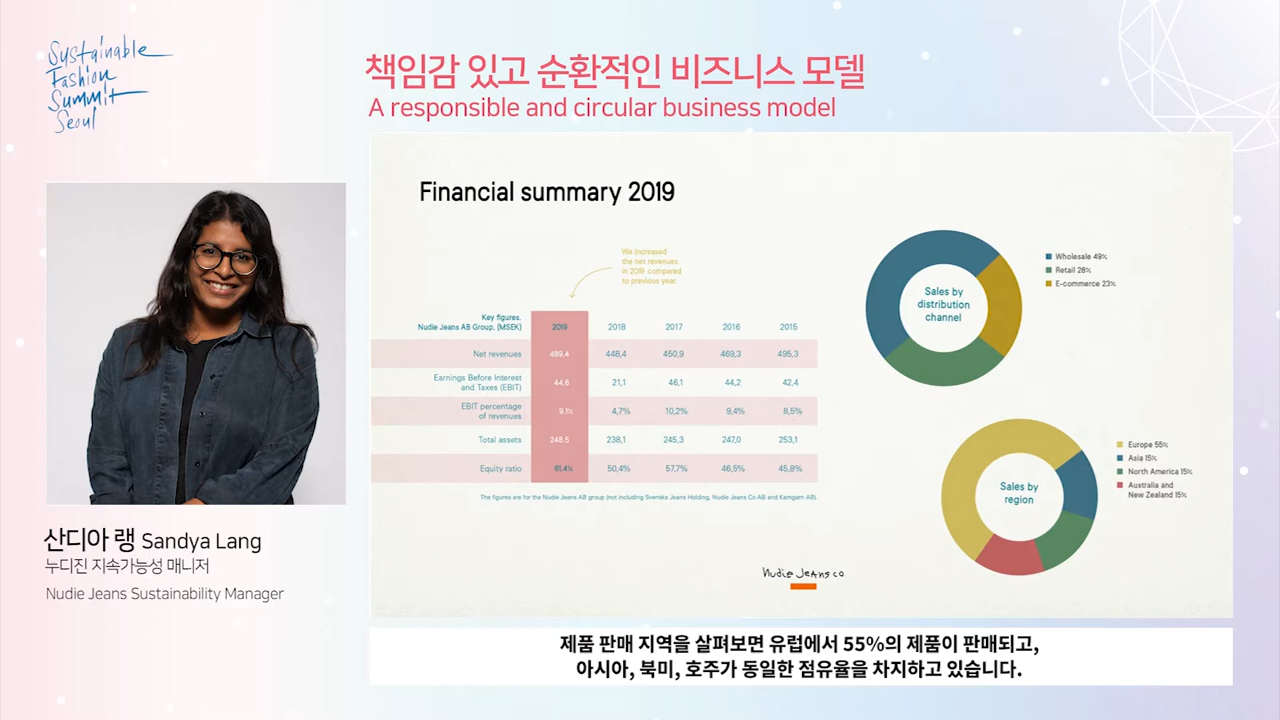 Sustainable
Fashion
Summit
Seoul
책임감 있고 순환적인 비즈니스 모델
A responsible and circular business model
Financial summary 2019
We increased
the net revenues
in 2019 compared
to previous year.
Key figures.
Nudie Jeans AB Group. (MSEK) 2019 2018 2017 2016 2015
Net revenues 489,4 448,4 450,9 469,3 495,3
Earnings Before Interest
and Taxes (EBIT) 44,6 21,1 46,1 44,2 42,4
EBIT percentage
of revenues 9,1% 4,7% 10,2% 9,4% 8,5%
Total assets 248,5 238,1 245,3 247,0 253,1
Equity ratio 61,4% 50,4% 57,7% 46,5% 45,8%
The figures are for the Nudie Jeans AB group (not including Svenska Jeans Holding, Nudie Jeans Co AB and Kamgarn AB).
Sales by
distribution
channel
Wholesale 49%
Retail 28%
E-commerce 23%
Sales by
region
Europe 55%
Asia 15%
North America 15%
Australia and
New Zealand 15%
Nudie Jeans co
산디아 랭 Sandya Lang
누디진 지속가능성 매니저
Nudie Jeans Sustainability Manager
제품 판매 지역을 살펴보면 유럽에서 55%의 제품이 판매되고,
아시아, 북미, 호주가 동일한 점유율을 차지하고 있습니다.